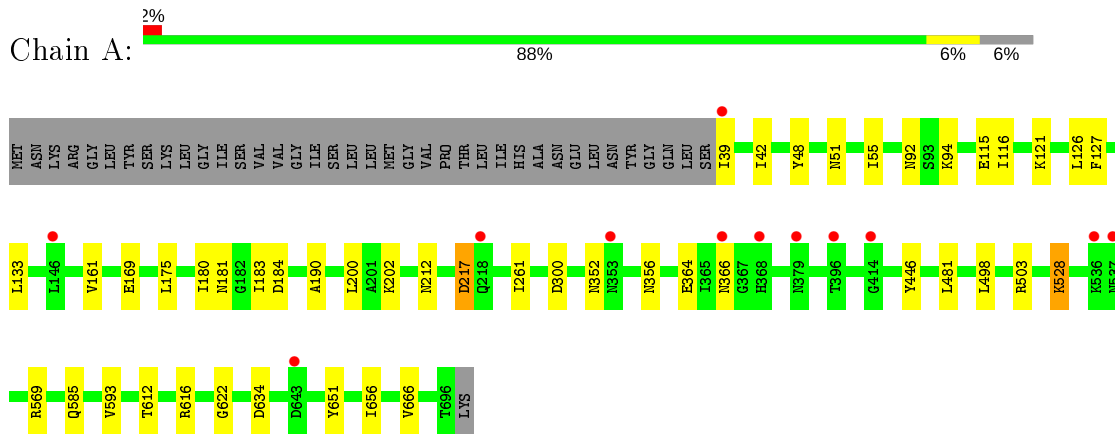 2%
Chain A:
88% 6% 6%
MET ASN LYS ARG GLY LEU TYR SER LYS LEU GLY ILE SER VAL VAL GLY ILE SER LEU LEU MET GLY VAL PRO THR LEU ILE HIS ALA ASN GLU LEU ASN TYR GLY GLN LEU SER I39 I42 Y48 N51 I55 N92 S93 K94 E115 I116 K121 L126 F127
L133 L146 V161 E169 L175 I180 N181 G182 I183 D184 A190 L200 A201 K202 N212 D217 Q218 I261 D300 N352 N353 N356 E364 I365 N366 G367 H368 N379 T396 G414 Y446 L481 L498 R503 K528 K536 N537
R569 Q585 V593 T612 R616 G622 D634 D643 Y651 I656 V666 T696 LYS